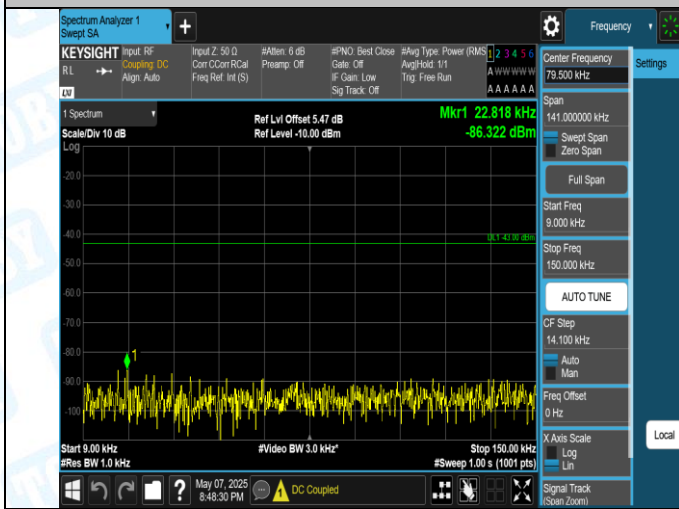 Spectrum Analyzer 1
Swept SA
+
Frequency
KEYSIGHT
RL
LXI
Input: RF
Coupling: DC
Align: Auto
Input Z: 50 Ω
Corr CCorr RCal
Freq Ref: Int (S)
#Atten: 6 dB
Preamp: Off
#PNO: Best Close
Gate: Off
IF Gain: Low
Sig Track: Off
#Avg Type: Power (RMS
Avg|Hold: 1/1
Trig: Free Run
1 2 3 4 5 6
A W W W W W
A A A A A A
1 Spectrum
Scale/Div 10 dB
Log
Ref Lvl Offset 5.47 dB
Ref Level -10.00 dBm
Mkr1 22.818 kHz
-86.322 dBm
-20.0
-30.0
-40.0
DL1 -43.00 dBm
-50.0
-60.0
-70.0
-80.0
1
-90.0
-100
Start 9.00 kHz
#Res BW 1.0 kHz
#Video BW 3.0 kHz*
Stop 150.00 kHz
#Sweep 1.00 s (1001 pts)
?
May 07, 2025
8:48:30 PM
DC Coupled
Center Frequency
79.500 kHz
Span
141.000000 kHz
Swept Span
Zero Span
Full Span
Start Freq
9.000 kHz
Stop Freq
150.000 kHz
AUTO TUNE
CF Step
14.100 kHz
Auto
Man
Freq Offset
0 Hz
X Axis Scale
Log
Lin
Signal Track
(Span Zoom)
Settings
Local